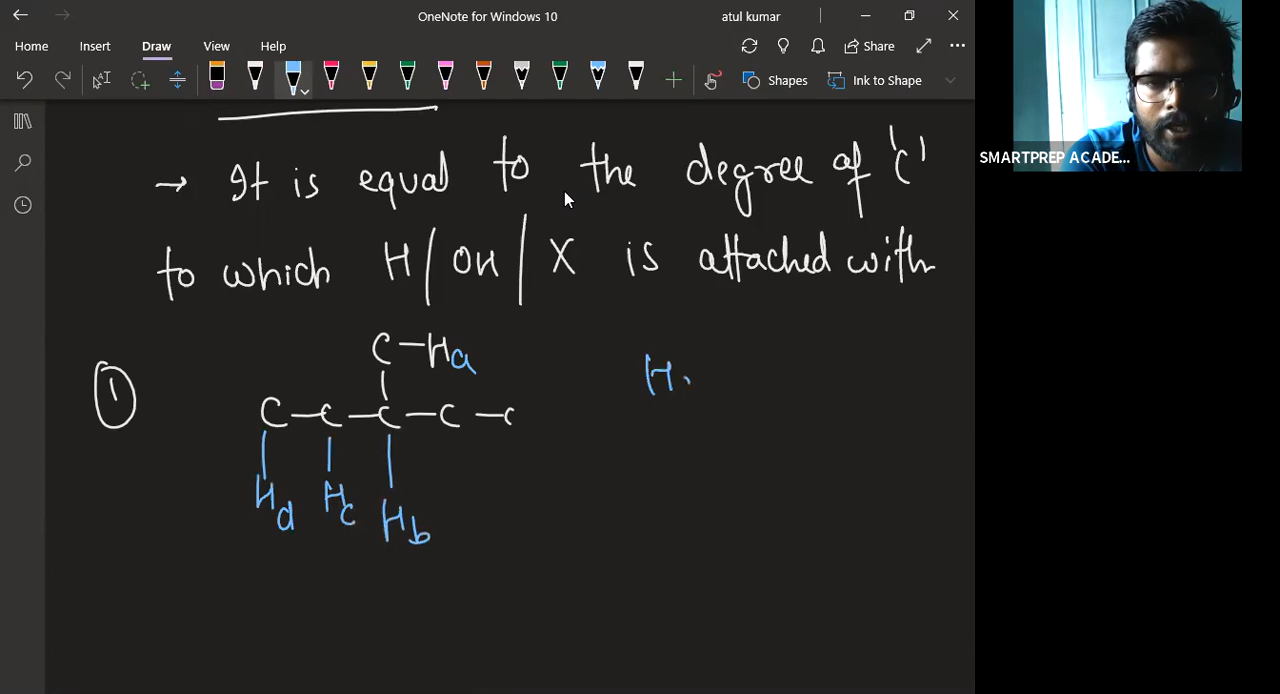 OneNote for Windows 10
atul kumar
Home Insert Draw View Help
Share
Shapes
Ink to Shape
SMARTPREP ACADE...
→ It is equal to the degree of 'C'
to which H/OH/X is attached with
C-Ha
① C-C-C-C-C
Hd Hc Hb
H